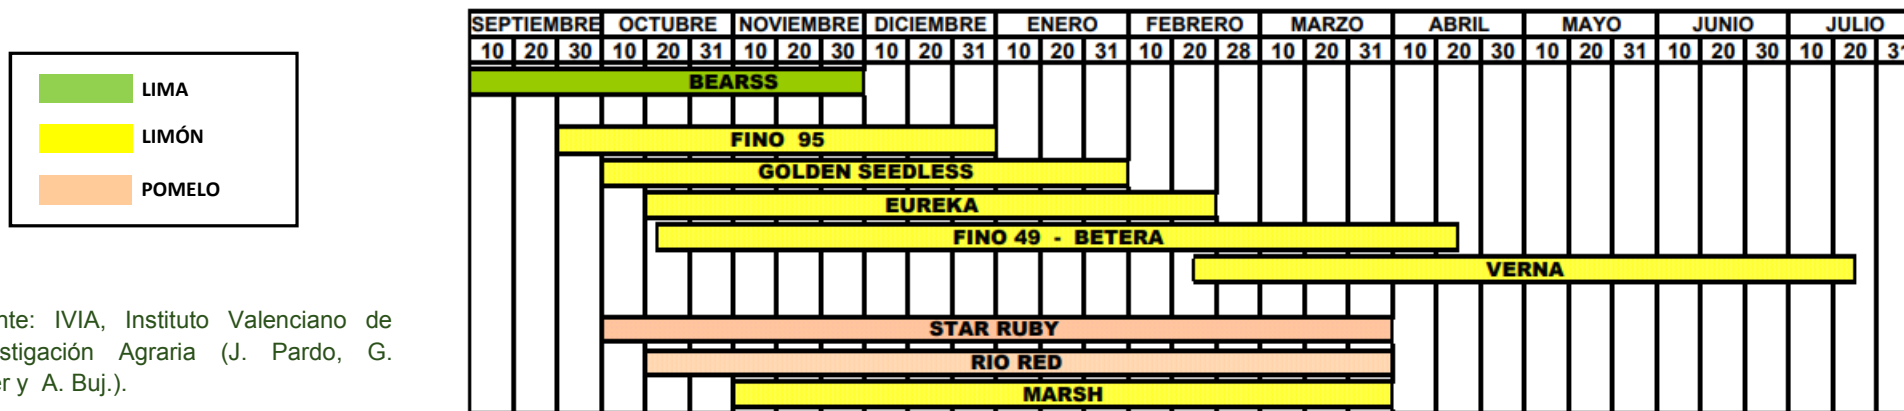 SEPTIEMBRE OCTUBRE NOVIEMBRE DICIEMBRE ENERO FEBRERO MARZO ABRIL MAYO JUNIO JULIO
10 20 30 10 20 31 10 20 30 10 20 31 10 20 31 10 20 28 10 20 31 10 20 30 10 20 31 10 20 30 10 20 31
BEARSS
FINO 95
GOLDEN SEEDLESS
EUREKA
FINO 49 - BETERA
VERNA
STAR RUBY
RIO RED
MARSH
LIMA
LIMÓN
POMELO
nte: IVIA, Instituto Valenciano de
stigación Agraria (J. Pardo, G.
er y A. Buj.).